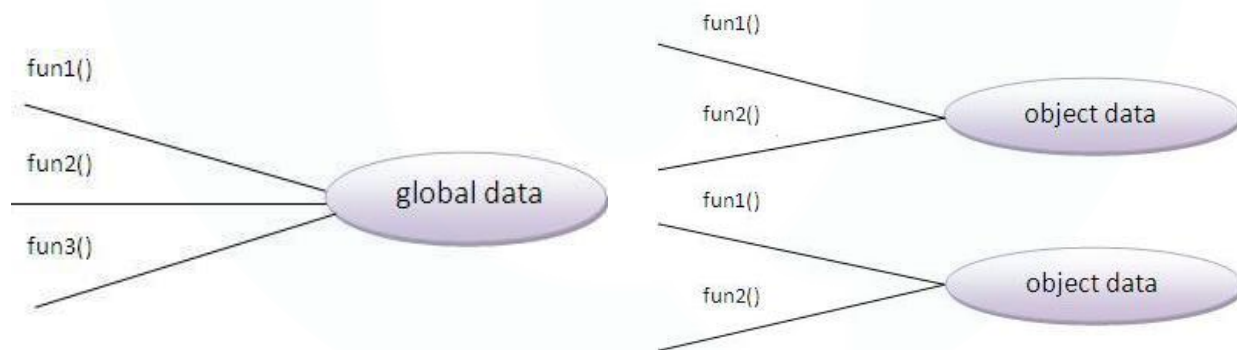 fun1()
fun2()
fun3()
global data
fun1()
fun2()
object data
fun1()
fun2()
object data